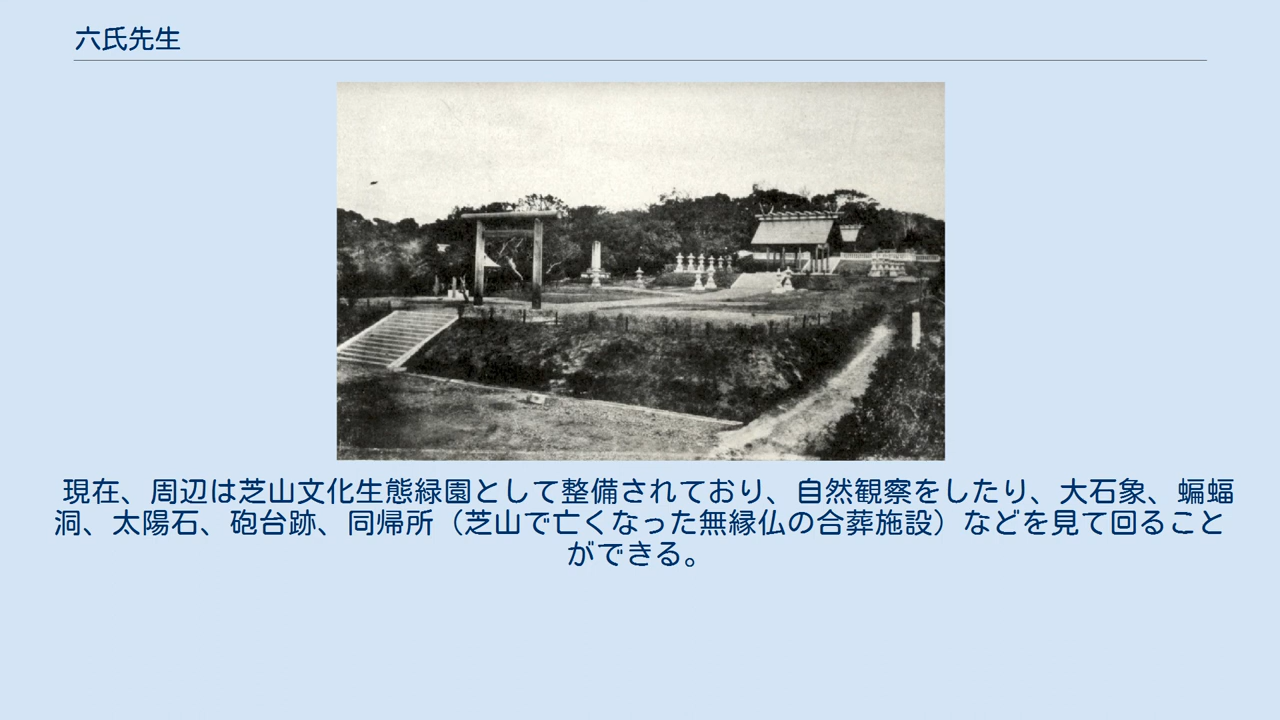 六氏先生
現在、周辺は芝山文化生態緑園として整備されており、自然観察をしたり、大石象、蝙蝠
洞、太陽石、砲台跡、同帰所（芝山で亡くなった無縁仏の合葬施設）などを見て回ること
ができる。